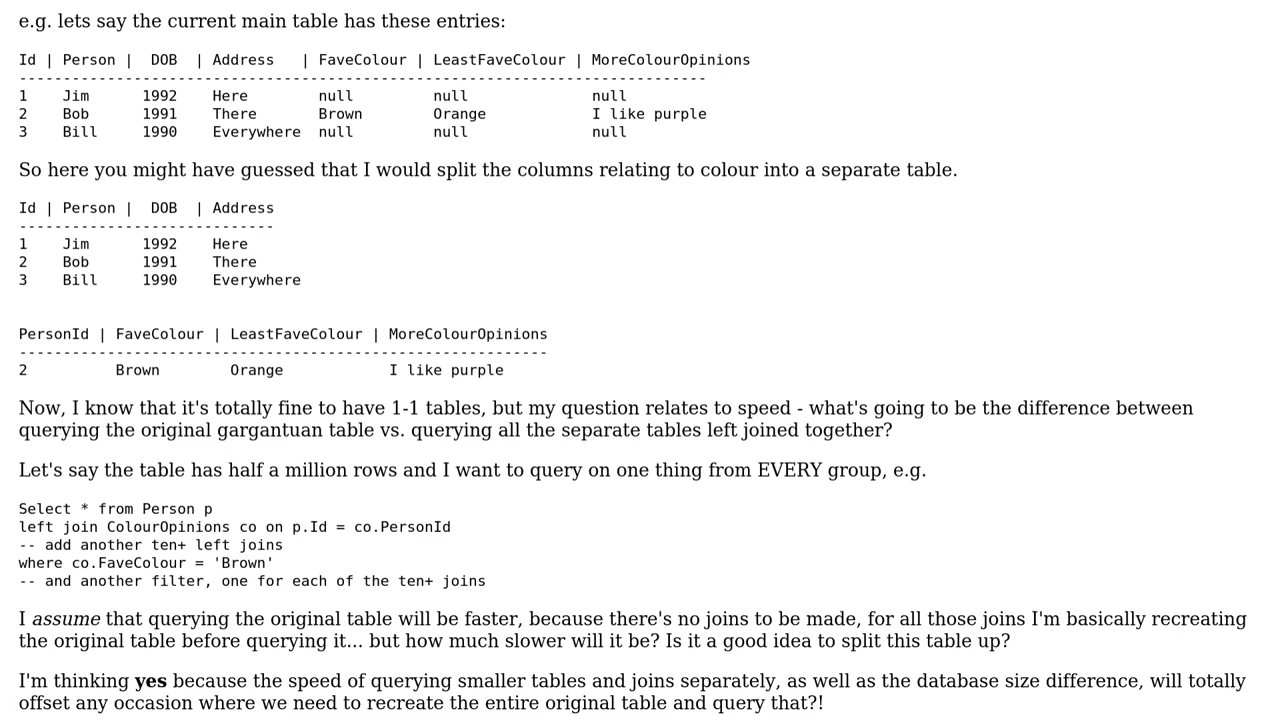 e.g. lets say the current main table has these entries:
Id | Person |  DOB  | Address   | FaveColour | LeastFaveColour | MoreColourOpinions
------------------------------------------------------------------------------
1    Jim      1992    Here        null         null              null
2    Bob      1991    There       Brown        Orange            I like purple
3    Bill     1990    Everywhere  null         null              null
So here you might have guessed that I would split the columns relating to colour into a separate table.
Id | Person |  DOB  | Address
-----------------------------
1    Jim      1992    Here
2    Bob      1991    There
3    Bill     1990    Everywhere
PersonId | FaveColour | LeastFaveColour | MoreColourOpinions
------------------------------------------------------------
2          Brown        Orange            I like purple
Now, I know that it's totally fine to have 1-1 tables, but my question relates to speed - what's going to be the difference between
querying the original gargantuan table vs. querying all the separate tables left joined together?
Let's say the table has half a million rows and I want to query on one thing from EVERY group, e.g.
Select * from Person p
left join ColourOpinions co on p.Id = co.PersonId
-- add another ten+ left joins
where co.FaveColour = 'Brown'
-- and another filter, one for each of the ten+ joins
I assume that querying the original table will be faster, because there's no joins to be made, for all those joins I'm basically recreating
the original table before querying it... but how much slower will it be? Is it a good idea to split this table up?
I'm thinking yes because the speed of querying smaller tables and joins separately, as well as the database size difference, will totally
offset any occasion where we need to recreate the entire original table and query that?!